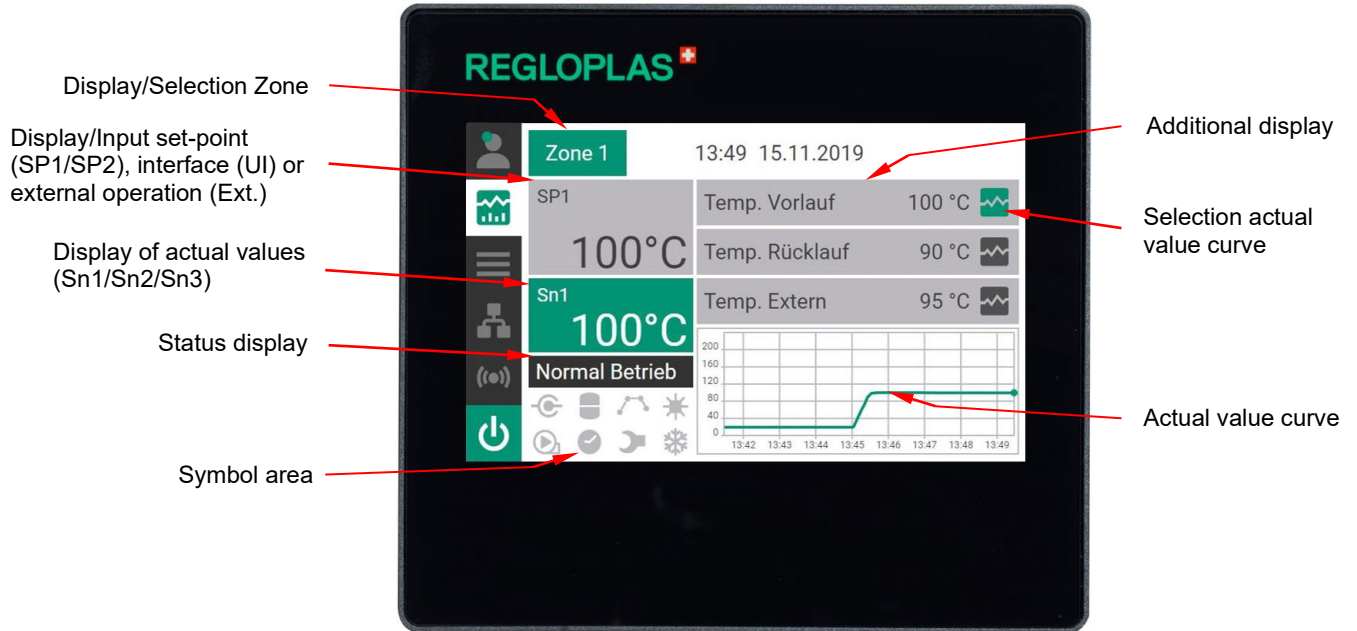 REGLOPLAS
Display/Selection Zone
Display/Input set-point
(SP1/SP2), interface (UI) or
external operation (Ext.)
Display of actual values
(Sn1/Sn2/Sn3)
Status display
Symbol area
Zone 1
13:49 15.11.2019
SP1
100°C
Sn1
100°C
Normal Betrieb
Temp. Vorlauf 100 °C
Temp. Rücklauf 90 °C
Temp. Extern 95 °C
200
160
120
80
40
0
13:42 13:43 13:44 13:45 13:46 13:47 13:48 13:49
Additional display
Selection actual
value curve
Actual value curve